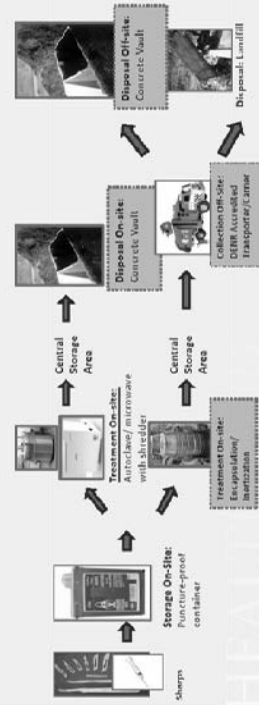 Sharps
Storage On-Site:
Puncture-proof
container
Treatment On-site:
Autoclave/ microwave
with shredder
Treatment On-site:
Encapsulation/
Inertization
Central
Storage
Area
Central
Storage
Area
Disposal On-site:
Concrete Vault
Collection Off-Site:
DENR Accredited
Transporter/Carrier
Disposal Off-site:
Concrete Vault
Disposal: Landfill